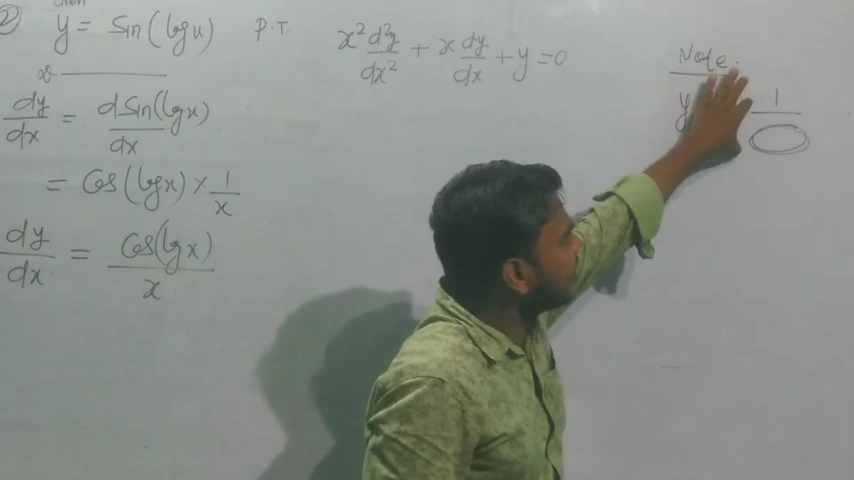 ②
y = Sin (log x) P.T. x² d²y/dx² + x dy/dx + y = 0
dy/dx = d Sin(log x)/dx
= Cos (log x) × 1/x
dy/dx = Cos(log x)/x
Note:
y 1